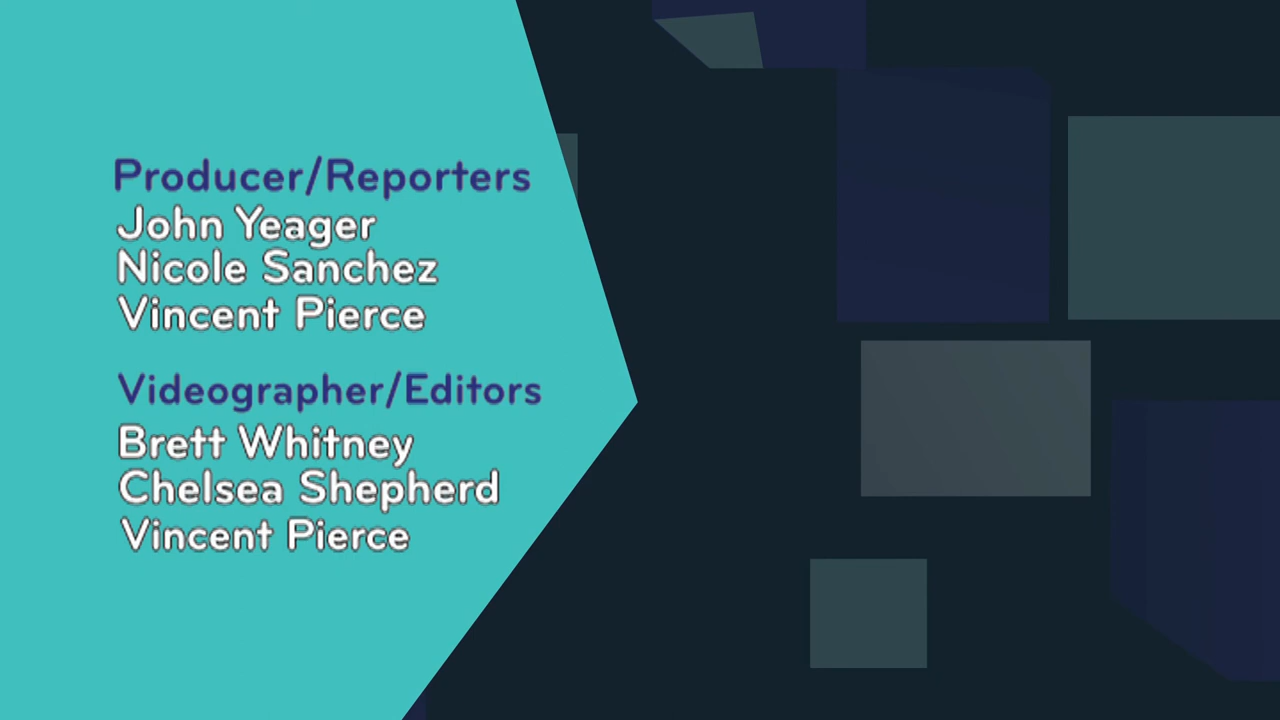 Producer/Reporters
John Yeager
Nicole Sanchez
Vincent Pierce
Videographer/Editors
Brett Whitney
Chelsea Shepherd
Vincent Pierce